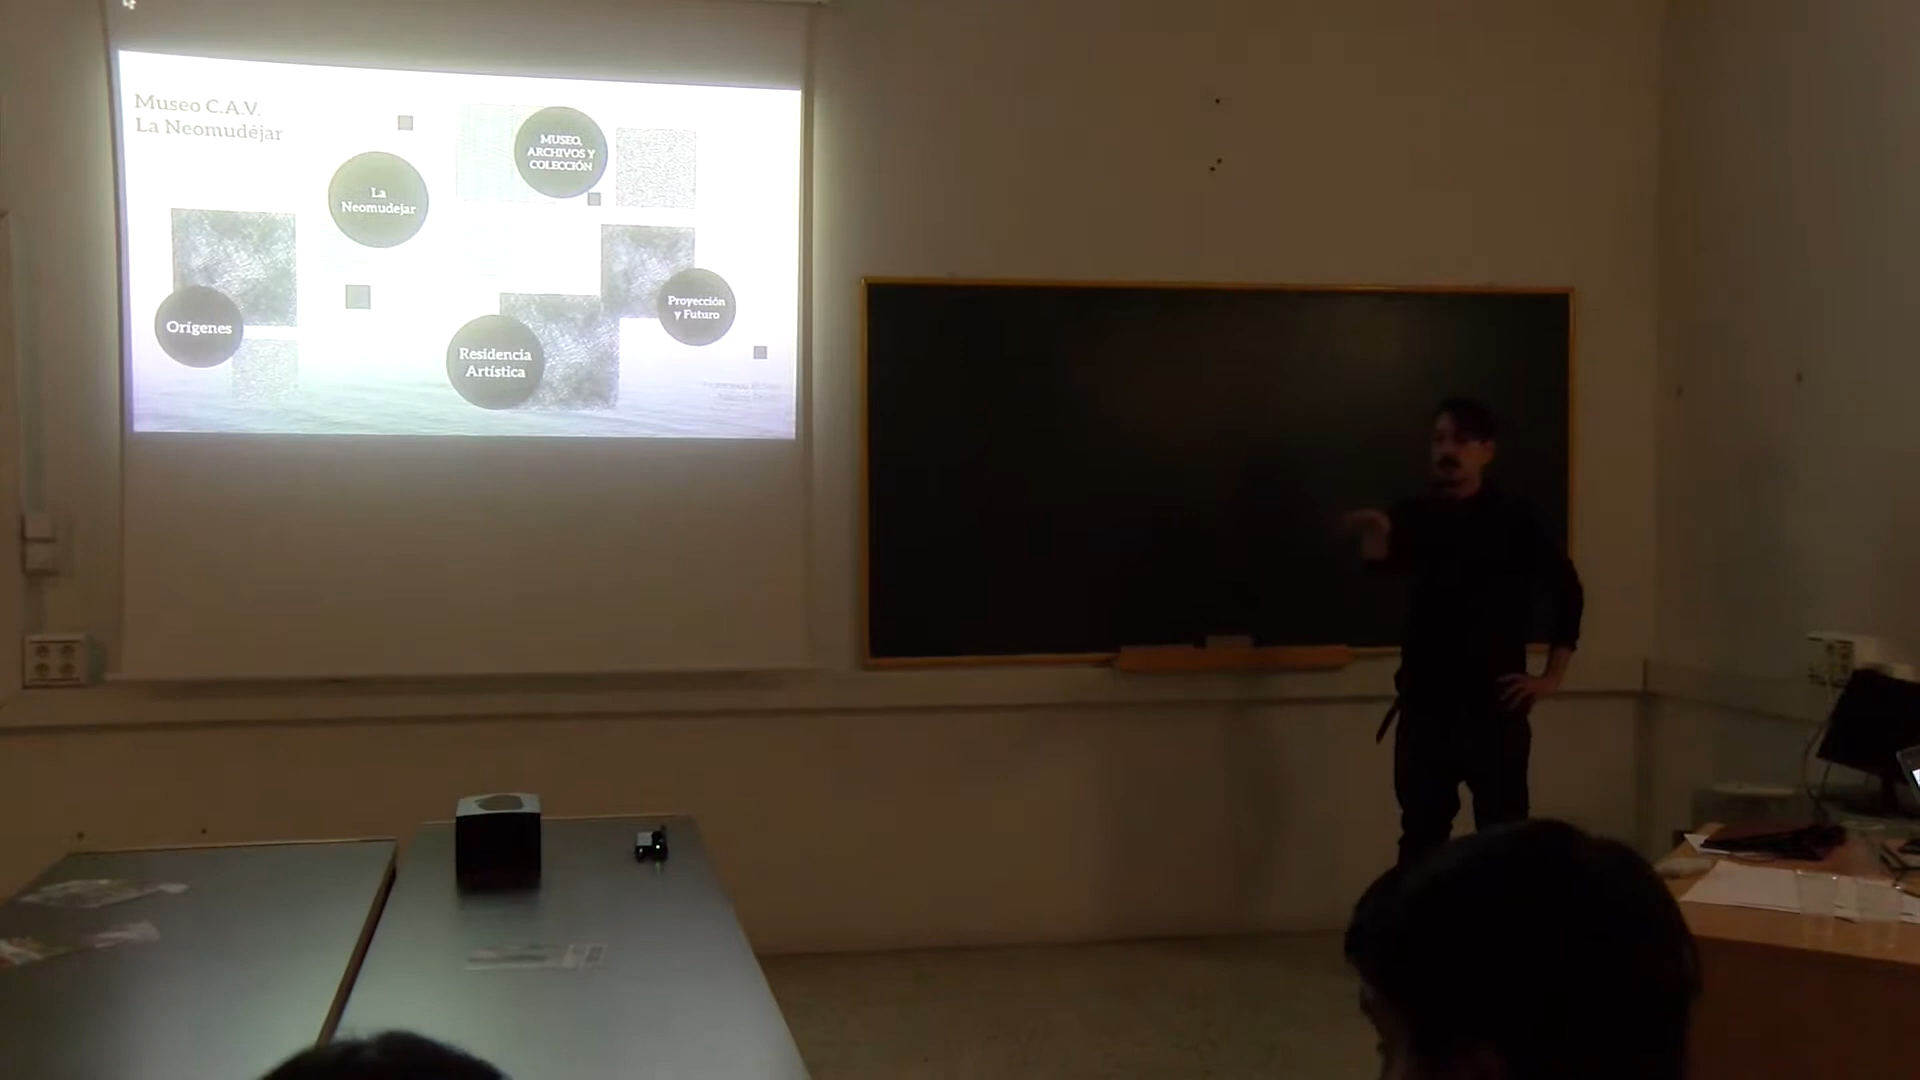 Museo C.A.V.
La Neomudéjar
MUSEO,
ARCHIVOS Y
COLECCIÓN
La
Neomudejar
Orígenes
Residencia
Artística
Proyección
y Futuro